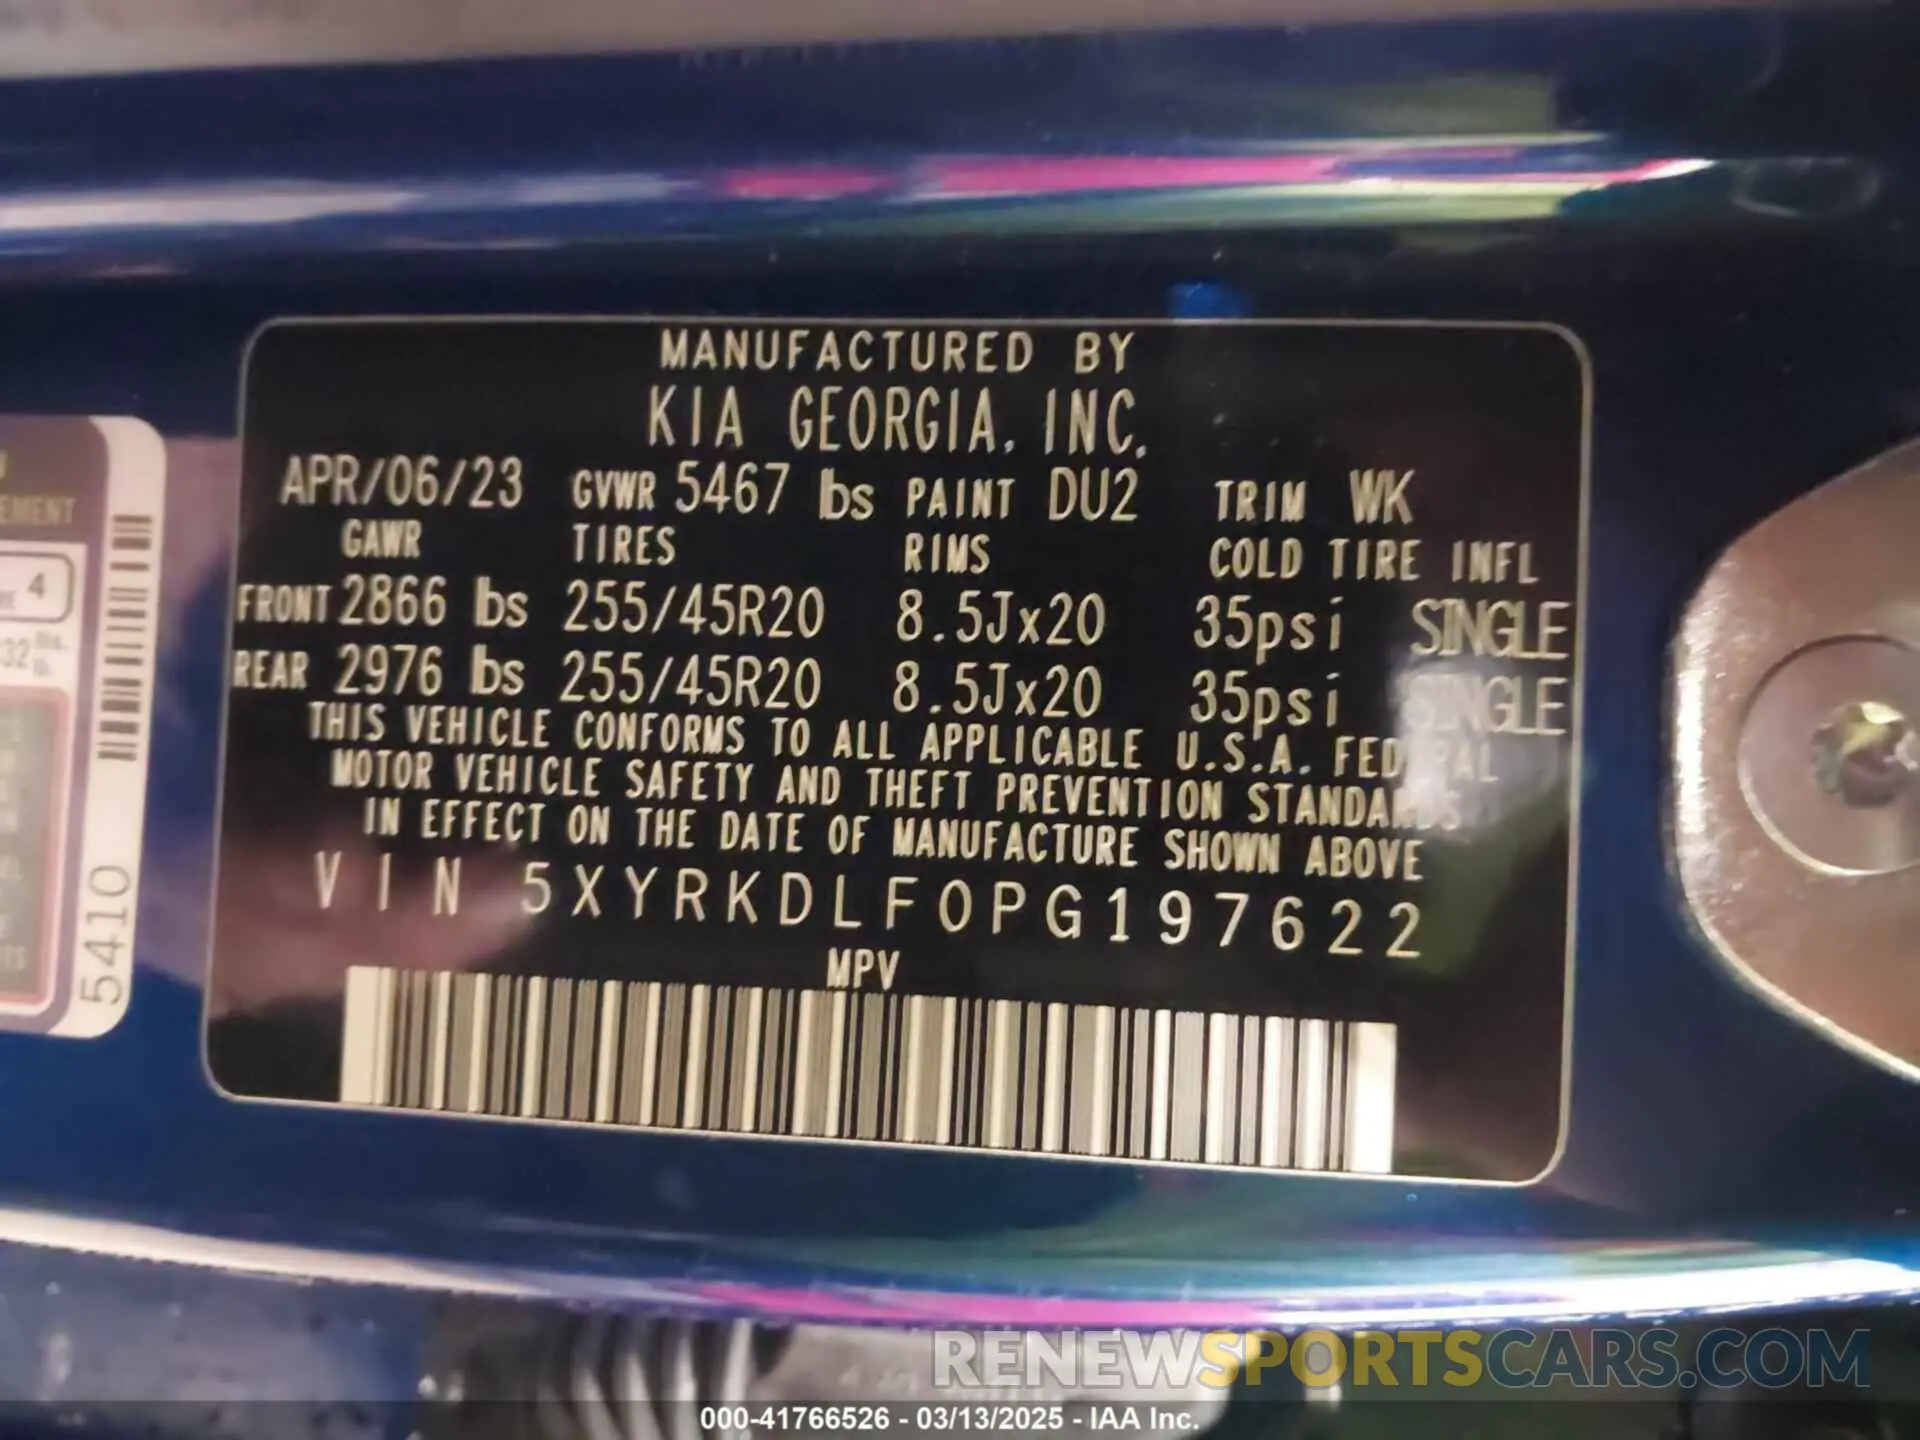 MANUFACTURED BY
KIA GEORGIA, INC.
APR/06/23 GVWR 5467 lbs PAINT DU2 TRIM WK
GAWR TIRES RIMS COLD TIRE INFL
FRONT 2866 lbs 255/45R20 8.5Jx20 35psi SINGLE
REAR 2976 lbs 255/45R20 8.5Jx20 35psi SINGLE
THIS VEHICLE CONFORMS TO ALL APPLICABLE U.S.A. FEDERAL
MOTOR VEHICLE SAFETY AND THEFT PREVENTION STANDARDS
IN EFFECT ON THE DATE OF MANUFACTURE SHOWN ABOVE
VIN 5XYRKDLF0PG197622
MPV
4
5410
RENEWSPORTSCARS.COM
000-41766526 - 03/13/2025 - IAA Inc.